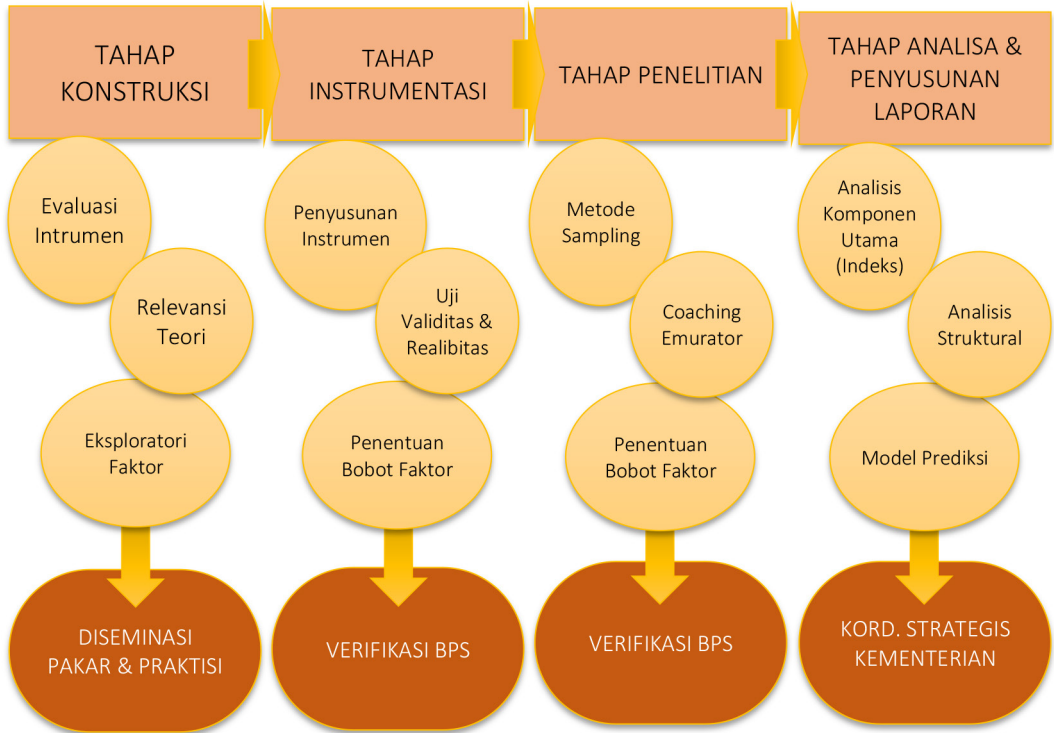 TAHAP
KONSTRUKSI
TAHAP
INSTRUMENTASI
TAHAP PENELITIAN
TAHAP ANALISA &
PENYUSUNAN
LAPORAN
Evaluasi
Intrumen
Relevansi
Teori
Eksploratori
Faktor
DISEMINASI
PAKAR & PRAKTISI
Penyusunan
Instrumen
Uji
Validitas &
Realibitas
Penentuan
Bobot Faktor
VERIFIKASI BPS
Metode
Sampling
Coaching
Emurator
Penentuan
Bobot Faktor
VERIFIKASI BPS
Analisis
Komponen
Utama
(Indeks)
Analisis
Struktural
Model Prediksi
KORD. STRATEGIS
KEMENTERIAN